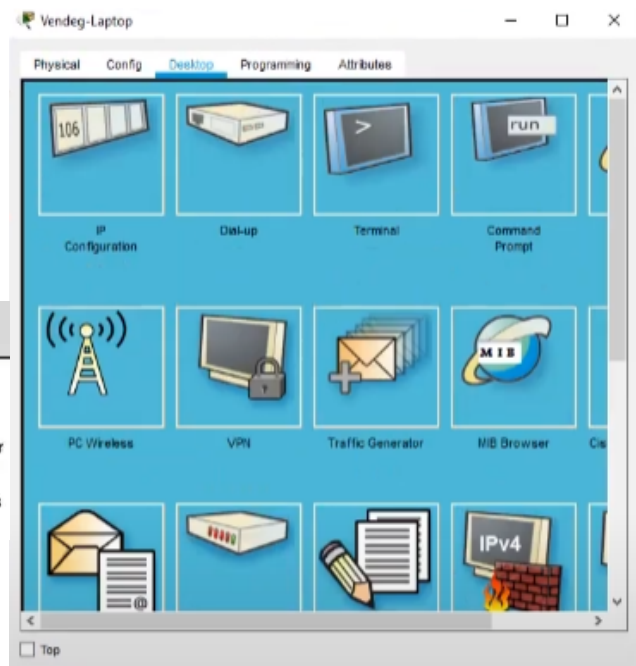 Vendeg-Laptop
Physical Config Desktop Programming Attributes
106
>
run
IP
Configuration
Dial-up
Terminal
Command
Prompt
MIB
PC Wireless
VPN
Traffic Generator
MIB Browser
Cis
@
IPv4
Top